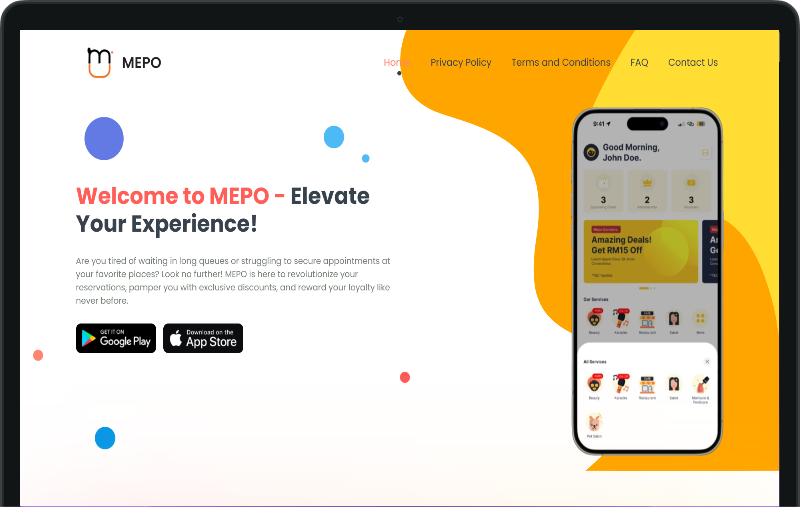 MEPO
Home Privacy Policy Terms and Conditions FAQ Contact Us
Welcome to MEPO - Elevate
Your Experience!
Are you tired of waiting in long queues or struggling to secure appointments at
your favorite places? Look no further! MEPO is here to revolutionize your
reservations, pamper you with exclusive discounts, and reward your loyalty like
never before.
GET IT ON
Google Play
Download on the
App Store
9:41
Good Morning,
John Doe.
3 2 3
Amazing Deals!
Get RM15 Off
Our Services
Beauty Karaoke Restaurant Salon More
All Services
Beauty Karaoke Restaurant Salon Manicure &
Pedicure
Pet Salon